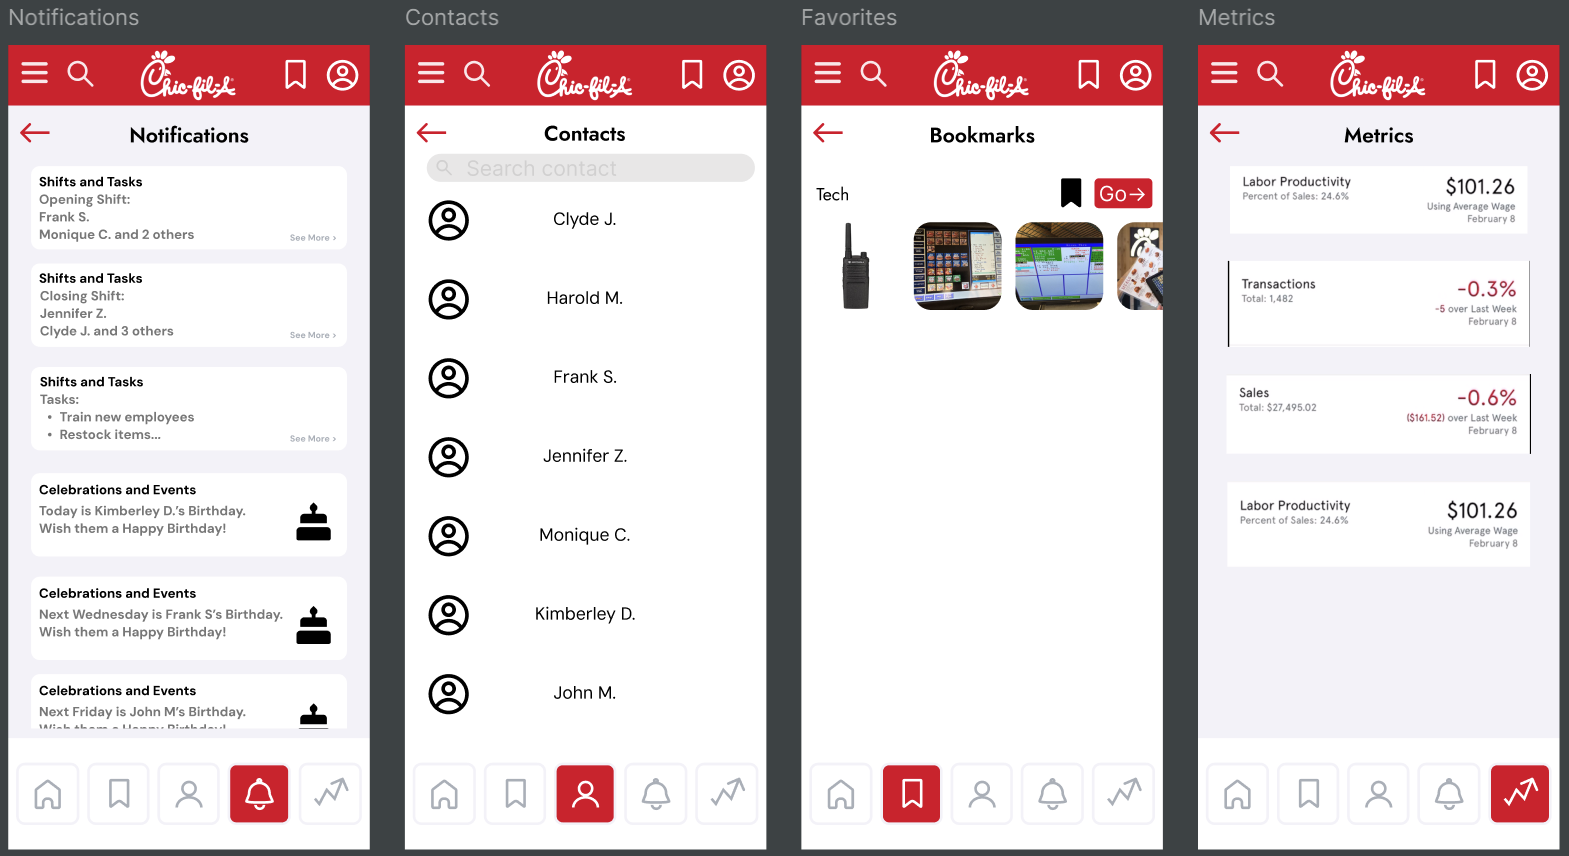 Notifications
Chick-fil-A
Notifications
Shifts and Tasks
Opening Shift:
Frank S.
Monique C. and 2 others
See More >
Shifts and Tasks
Closing Shift:
Jennifer Z.
Clyde J. and 3 others
See More >
Shifts and Tasks
Tasks:
• Train new employees
• Restock items...
See More >
Celebrations and Events
Today is Kimberley D.'s Birthday.
Wish them a Happy Birthday!
Celebrations and Events
Next Wednesday is Frank S's Birthday.
Wish them a Happy Birthday!
Celebrations and Events
Next Friday is John M's Birthday.
Wish them a Happy Birthday!
Contacts
Chick-fil-A
Contacts
Search contact
Clyde J.
Harold M.
Frank S.
Jennifer Z.
Monique C.
Kimberley D.
John M.
Favorites
Chick-fil-A
Bookmarks
Tech
Go→
Metrics
Chick-fil-A
Metrics
Labor Productivity
Percent of Sales: 24.6%
$101.26
Using Average Wage
February 8
Transactions
Total: 1,482
-0.3%
-5 over Last Week
February 8
Sales
Total: $27,495.02
-0.6%
($161.52) over Last Week
February 8
Labor Productivity
Percent of Sales: 24.6%
$101.26
Using Average Wage
February 8